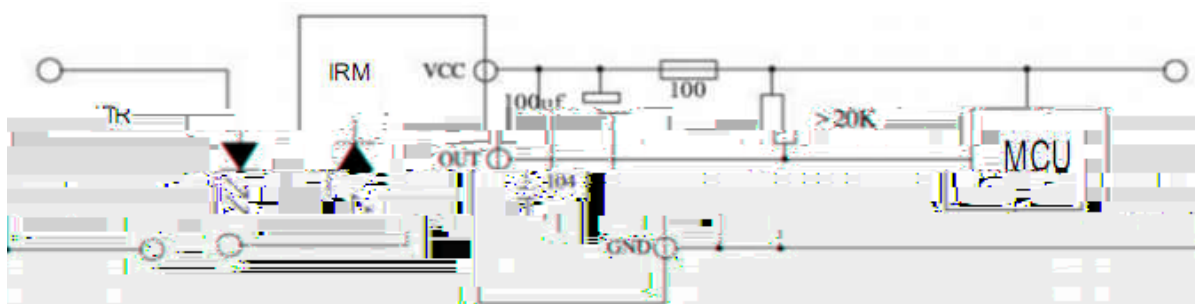 IRM
VCC
100
100uf
TR
>20K
OUT
MCU
104
GND